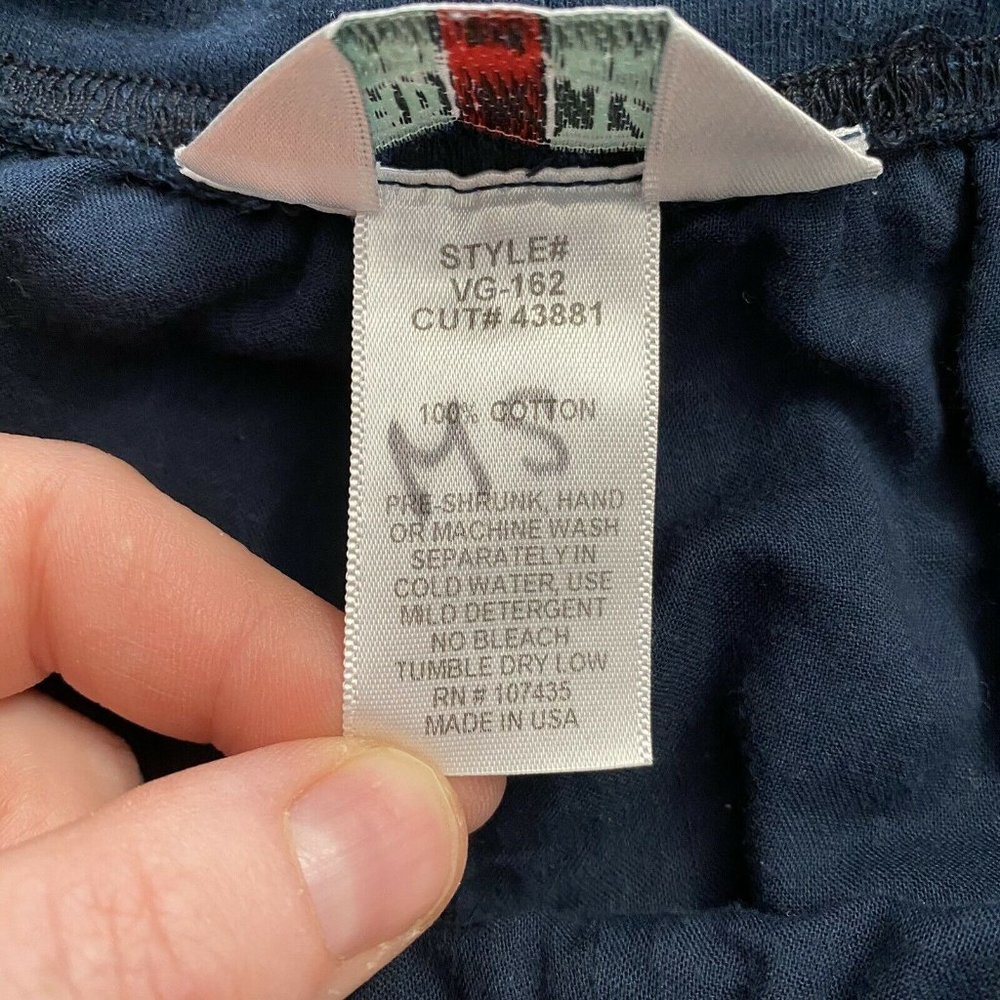 STYLE#
VG-162
CUT# 43881
100% COTTON
MS
PRE-SHRUNK, HAND
OR MACHINE WASH
SEPARATELY IN
COLD WATER, USE
MILD DETERGENT
NO BLEACH
TUMBLE DRY LOW
RN # 107435
MADE IN USA